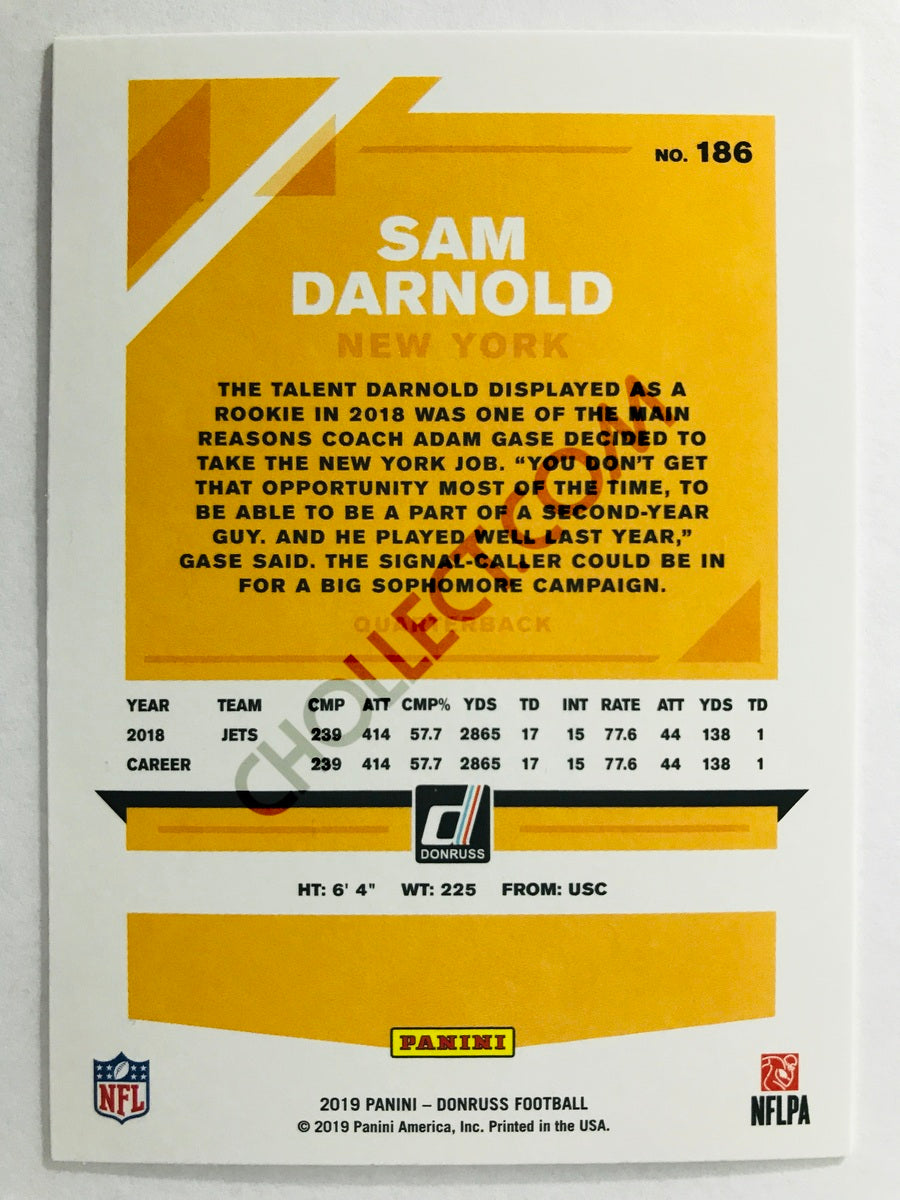 NO. 186
SAM
DARNOLD
NEW YORK
THE TALENT DARNOLD DISPLAYED AS A
ROOKIE IN 2018 WAS ONE OF THE MAIN
REASONS COACH ADAM GASE DECIDED TO
TAKE THE NEW YORK JOB. “YOU DON’T GET
THAT OPPORTUNITY MOST OF THE TIME, TO
BE ABLE TO BE A PART OF A SECOND-YEAR
GUY. AND HE PLAYED WELL LAST YEAR,”
GASE SAID. THE SIGNAL-CALLER COULD BE IN
FOR A BIG SOPHOMORE CAMPAIGN.
QUARTERBACK
CHOLLECT.COM
YEAR TEAM CMP ATT CMP% YDS TD INT RATE ATT YDS TD
2018 JETS 239 414 57.7 2865 17 15 77.6 44 138 1
CAREER 239 414 57.7 2865 17 15 77.6 44 138 1
d
DONRUSS
HT: 6' 4" WT: 225 FROM: USC
PANINI
NFL
NFLPA
2019 PANINI – DONRUSS FOOTBALL
© 2019 Panini America, Inc. Printed in the USA.